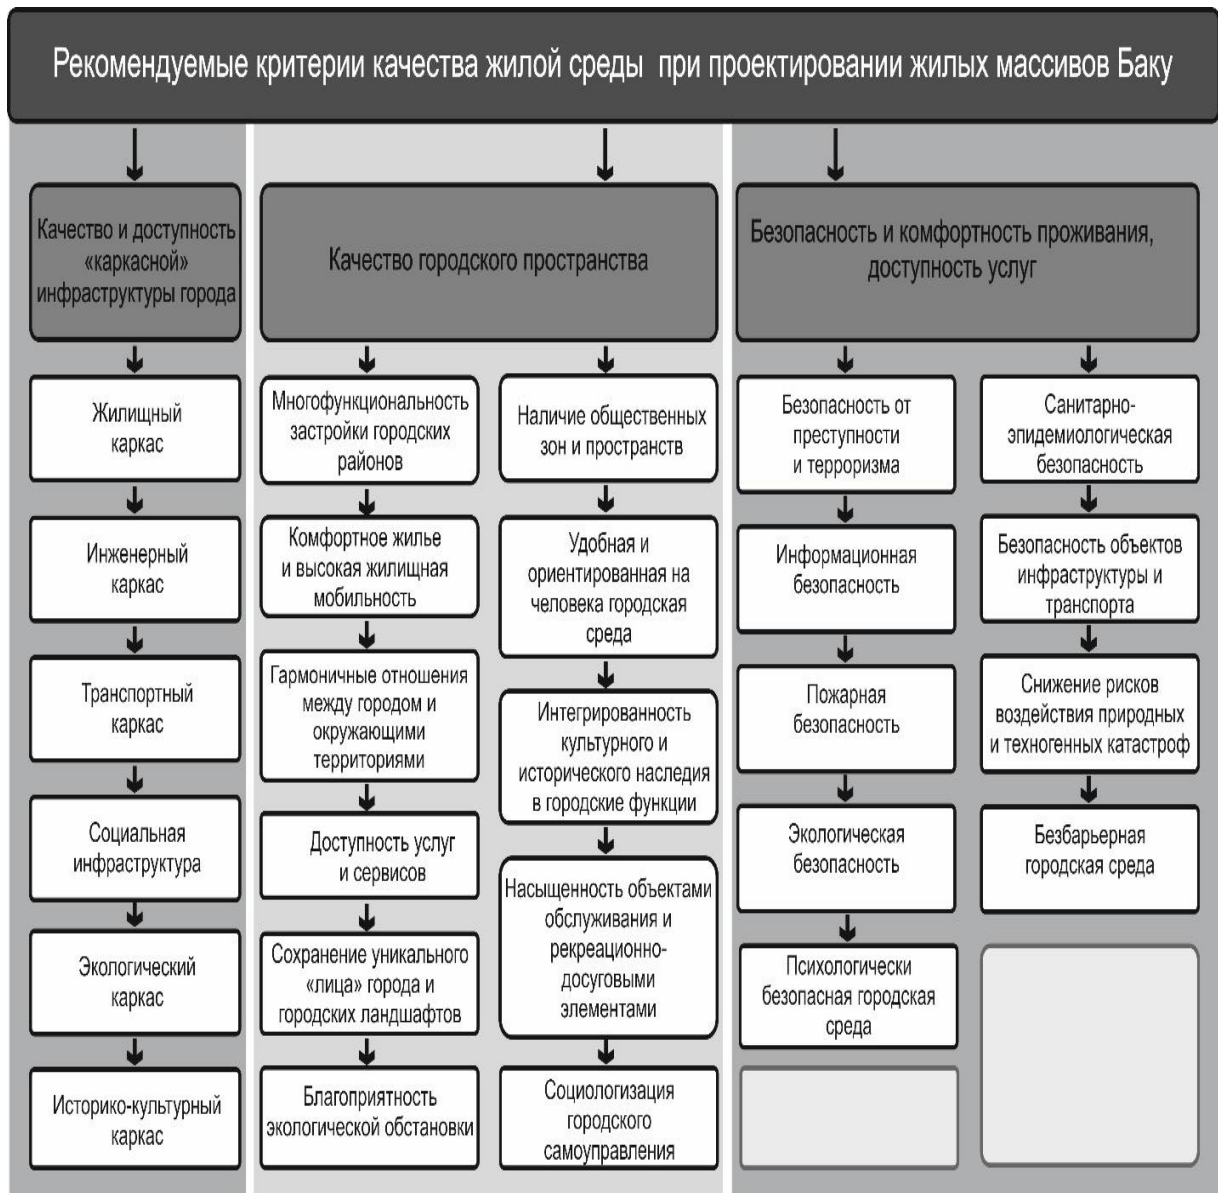 Рекомендуемые критерии качества жилой среды при проектировании жилых массивов Баку
Качество и доступность
«каркасной»
инфраструктуры города
Жилищный
каркас
Инженерный
каркас
Транспортный
каркас
Социальная
инфраструктура
Экологический
каркас
Историко-культурный
каркас
Качество городского пространства
Многофункциональность
застройки городских
районов
Комфортное жилье
и высокая жилищная
мобильность
Гармоничные отношения
между городом и
окружающими
территориями
Доступность услуг
и сервисов
Сохранение уникального
«лица» города и
городских ландшафтов
Благоприятность
экологической обстановки
Наличие общественных
зон и пространств
Удобная и
ориентированная на
человека городская
среда
Интегрированность
культурного и
исторического наследия
в городские функции
Насыщенность объектами
обслуживания и
рекреационно-
досуговыми
элементами
Социологизация
городского
самоуправления
Безопасность и комфортность проживания,
доступность услуг
Безопасность от
преступности
и терроризма
Информационная
безопасность
Пожарная
безопасность
Экологическая
безопасность
Психологически
безопасная городская
среда
Санитарно-
эпидемиологическая
безопасность
Безопасность объектов
инфраструктуры и
транспорта
Снижение рисков
воздействия природных
и техногенных катастроф
Безбарьерная
городская среда